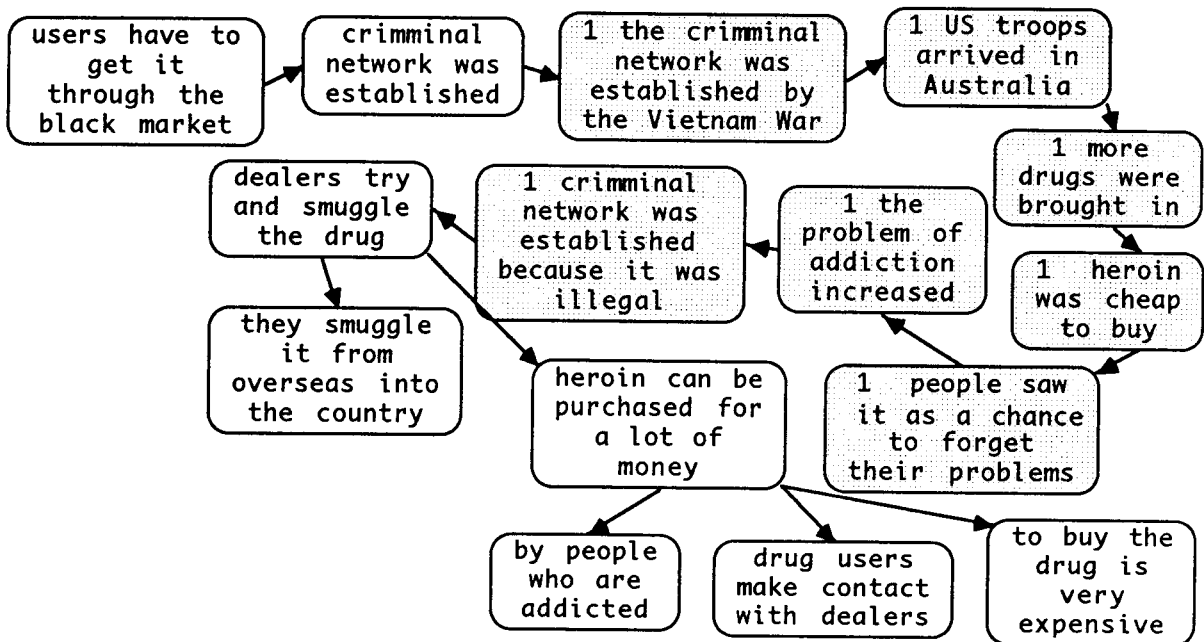 users have to
get it
through the
black market
crimminal
network was
established
1 the crimminal
network was
established by
the Vietnam War
1 US troops
arrived in
Australia
1 more
drugs were
brought in
1 heroin
was cheap
to buy
1 people saw
it as a chance
to forget
their problems
1 the
problem of
addiction
increased
1 crimminal
network was
established
because it was
illegal
dealers try
and smuggle
the drug
they smuggle
it from
overseas into
the country
heroin can be
purchased for
a lot of
money
by people
who are
addicted
drug users
make contact
with dealers
to buy the
drug is
very
expensive